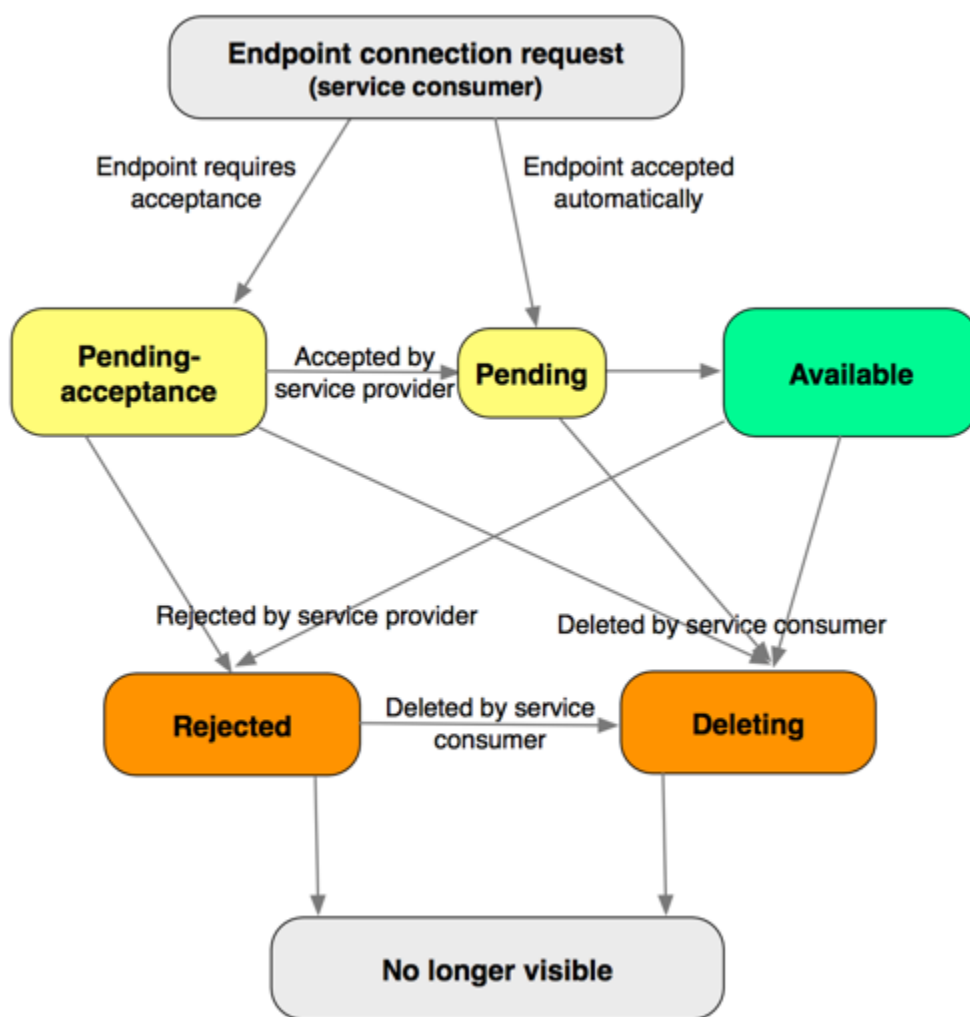 Endpoint connection request
(service consumer)
Endpoint requires
acceptance
Endpoint accepted
automatically
Pending-
acceptance
Accepted by
service provider
Pending
Available
Rejected by service provider
Deleted by service consumer
Rejected
Deleted by service
consumer
Deleting
No longer visible